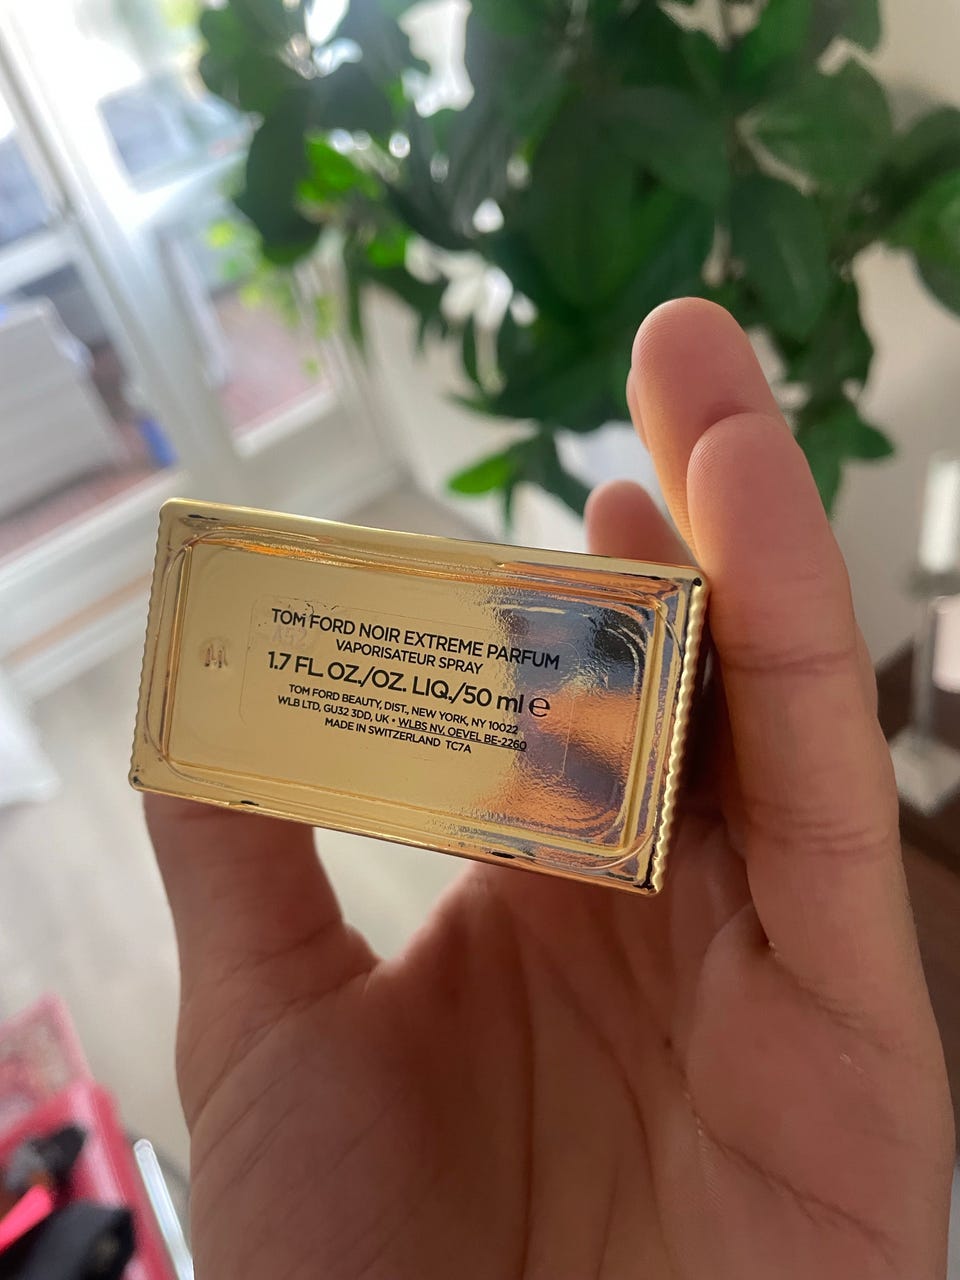 TOM FORD NOIR EXTREME PARFUM
VAPORISATEUR SPRAY
1.7 FL OZ./OZ. LIQ./50 ml ℮
TOM FORD BEAUTY, DIST., NEW YORK, NY 10022
WLB LTD, GU32 3DD, UK • WLBS NV, OEVEL BE-2260
MADE IN SWITZERLAND TC7A